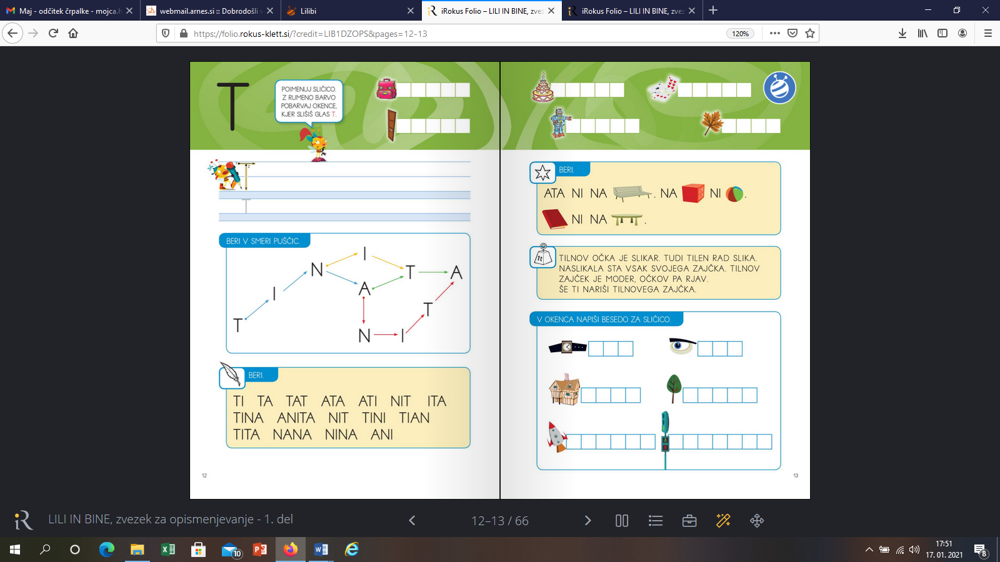 Maj - odčitek črpalke - mojca.h
webmail.arnes.si :: Dobrodošli v
Lilibi
iRokus Folio – LILI IN BINE, zvez
iRokus Folio – LILI IN BINE, zvez
https://folio.rokus-klett.si/?credit=LIB1DZOPS&pages=12-13
120%
T
POIMENUJ SLIČICO.
Z RUMENO BARVO
POBARVAJ OKENCE,
KJER SLIŠIŠ GLAS T.
1
2
T
BERI V SMERI PUŠČIC.
T I N I A T A N I T
BERI.
TI TA TAT ATA ATI NIT ITA
TINA ANITA NIT TINI TIAN
TITA NANA NINA ANI
12
BERI.
ATA NI NA . NA NI .
NI NA .
1t
TILNOV OČKA JE SLIKAR. TUDI TILEN RAD SLIKA.
NASLIKALA STA VSAK SVOJEGA ZAJČKA. TILNOV
ZAJČEK JE MODER, OČKOV PA RJAV.
ŠE TI NARIŠI TILNOVEGA ZAJČKA.
V OKENCA NAPIŠI BESEDO ZA SLIČICO.
13
iR
LILI IN BINE, zvezek za opismenjevanje - 1. del
12–13 / 66
10
17:51
17. 01. 2021
8